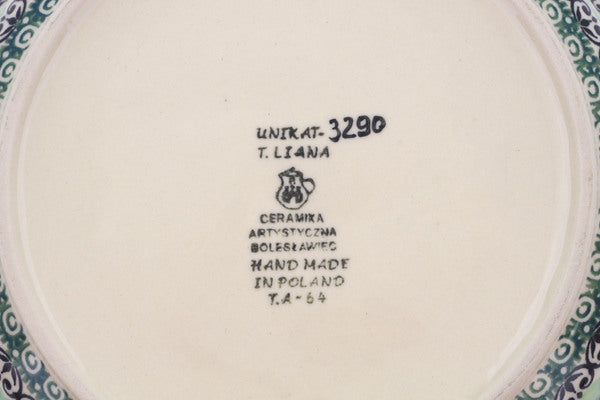 UNIKAT-3290
T. LIANA
CERAMIKA
ARTYSTYCZNA
BOLESŁAWIEC
HAND MADE
IN POLAND
T.A-64